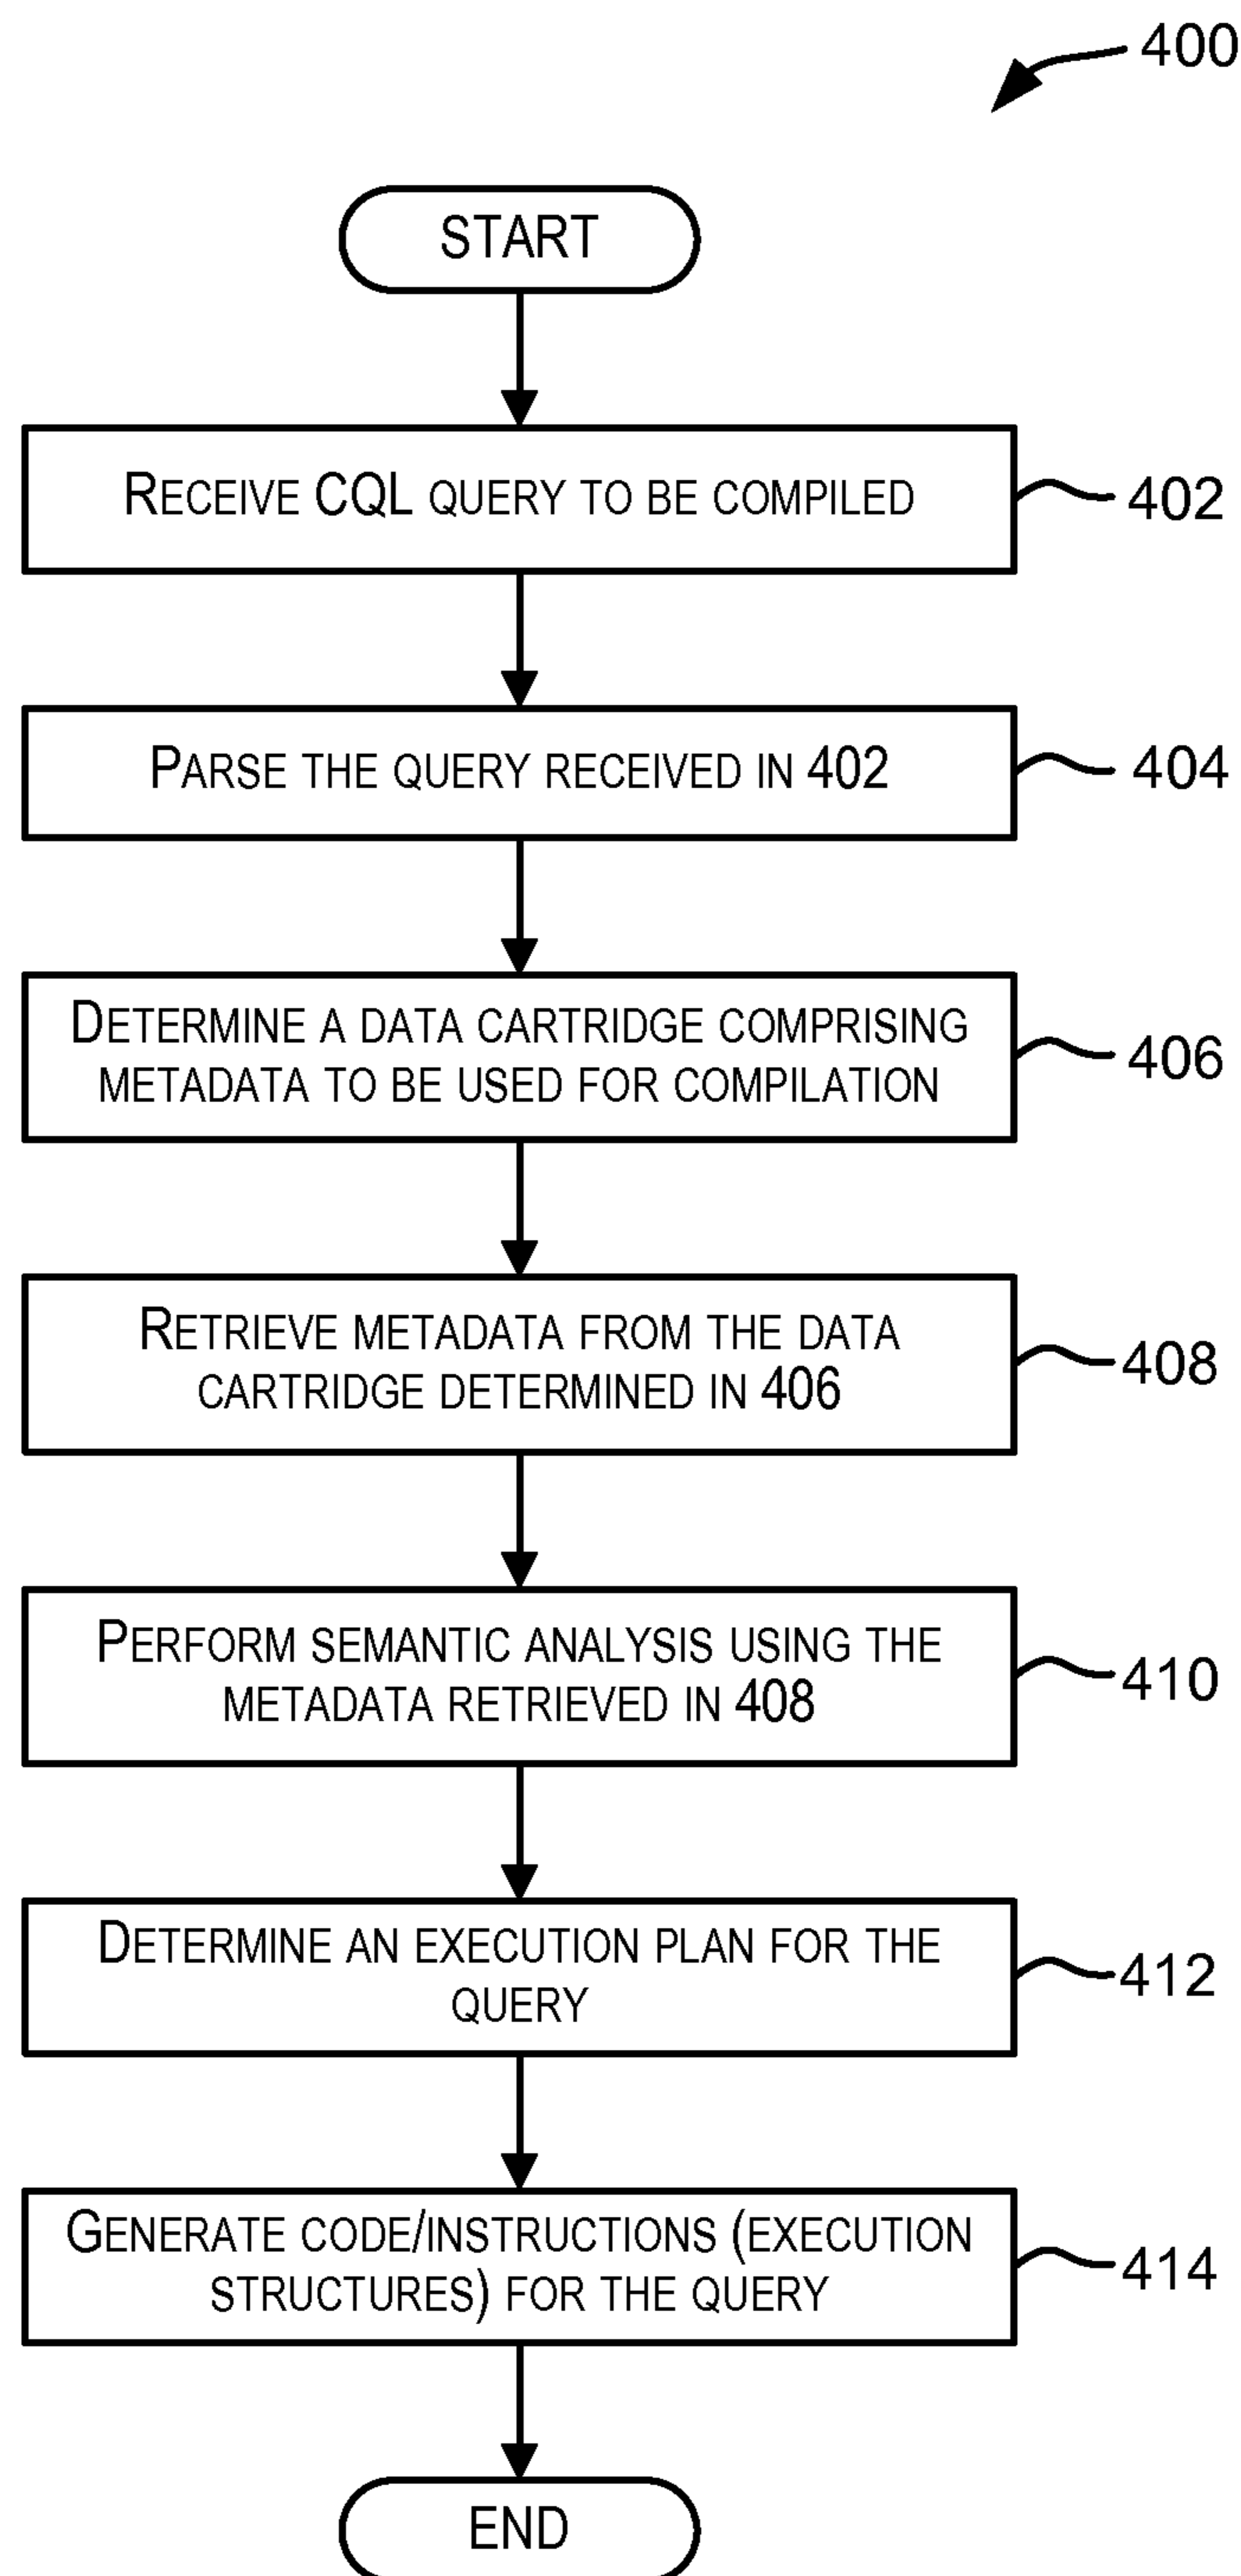 400
START
RECEIVE CQL QUERY TO BE COMPILED
402
PARSE THE QUERY RECEIVED IN 402
404
DETERMINE A DATA CARTRIDGE COMPRISING
METADATA TO BE USED FOR COMPILATION
406
RETRIEVE METADATA FROM THE DATA
CARTRIDGE DETERMINED IN 406
408
PERFORM SEMANTIC ANALYSIS USING THE
METADATA RETRIEVED IN 408
410
DETERMINE AN EXECUTION PLAN FOR THE
QUERY
412
GENERATE CODE/INSTRUCTIONS (EXECUTION
STRUCTURES) FOR THE QUERY
414
END